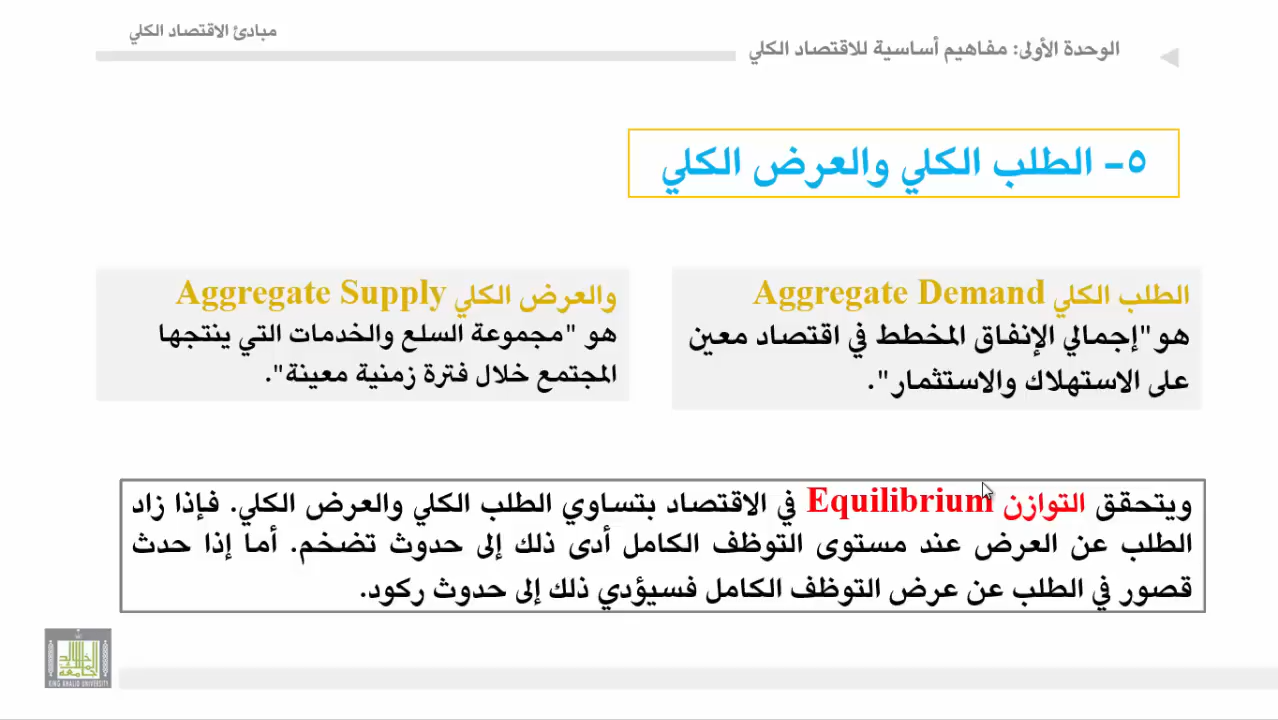 مبادئ الاقتصاد الكلي
الوحدة الأولى: مفاهيم أساسية للاقتصاد الكلي
٥- الطلب الكلي والعرض الكلي
الطلب الكلي Aggregate Demand
هو"إجمالي الإنفاق المخطط في اقتصاد معين
على الاستهلاك والاستثمار".
والعرض الكلي Aggregate Supply
هو "مجموعة السلع والخدمات التي ينتجها
المجتمع خلال فترة زمنية معينة".
ويتحقق التوازن Equilibrium في الاقتصاد بتساوي الطلب الكلي والعرض الكلي. فإذا زاد
الطلب عن العرض عند مستوى التوظف الكامل أدى ذلك إلى حدوث تضخم. أما إذا حدث
قصور في الطلب عن عرض التوظف الكامل فسيؤدي ذلك إلى حدوث ركود.
KING KHALID UNIVERSITY